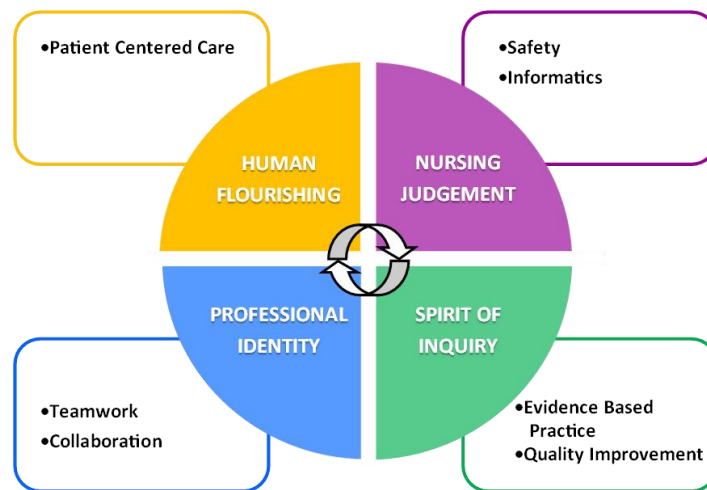 •Patient Centered Care
•Safety
•Informatics
HUMAN
FLOURISHING
NURSING
JUDGEMENT
PROFESSIONAL
IDENTITY
SPIRIT OF
INQUIRY
•Teamwork
•Collaboration
•Evidence Based
Practice
•Quality Improvement